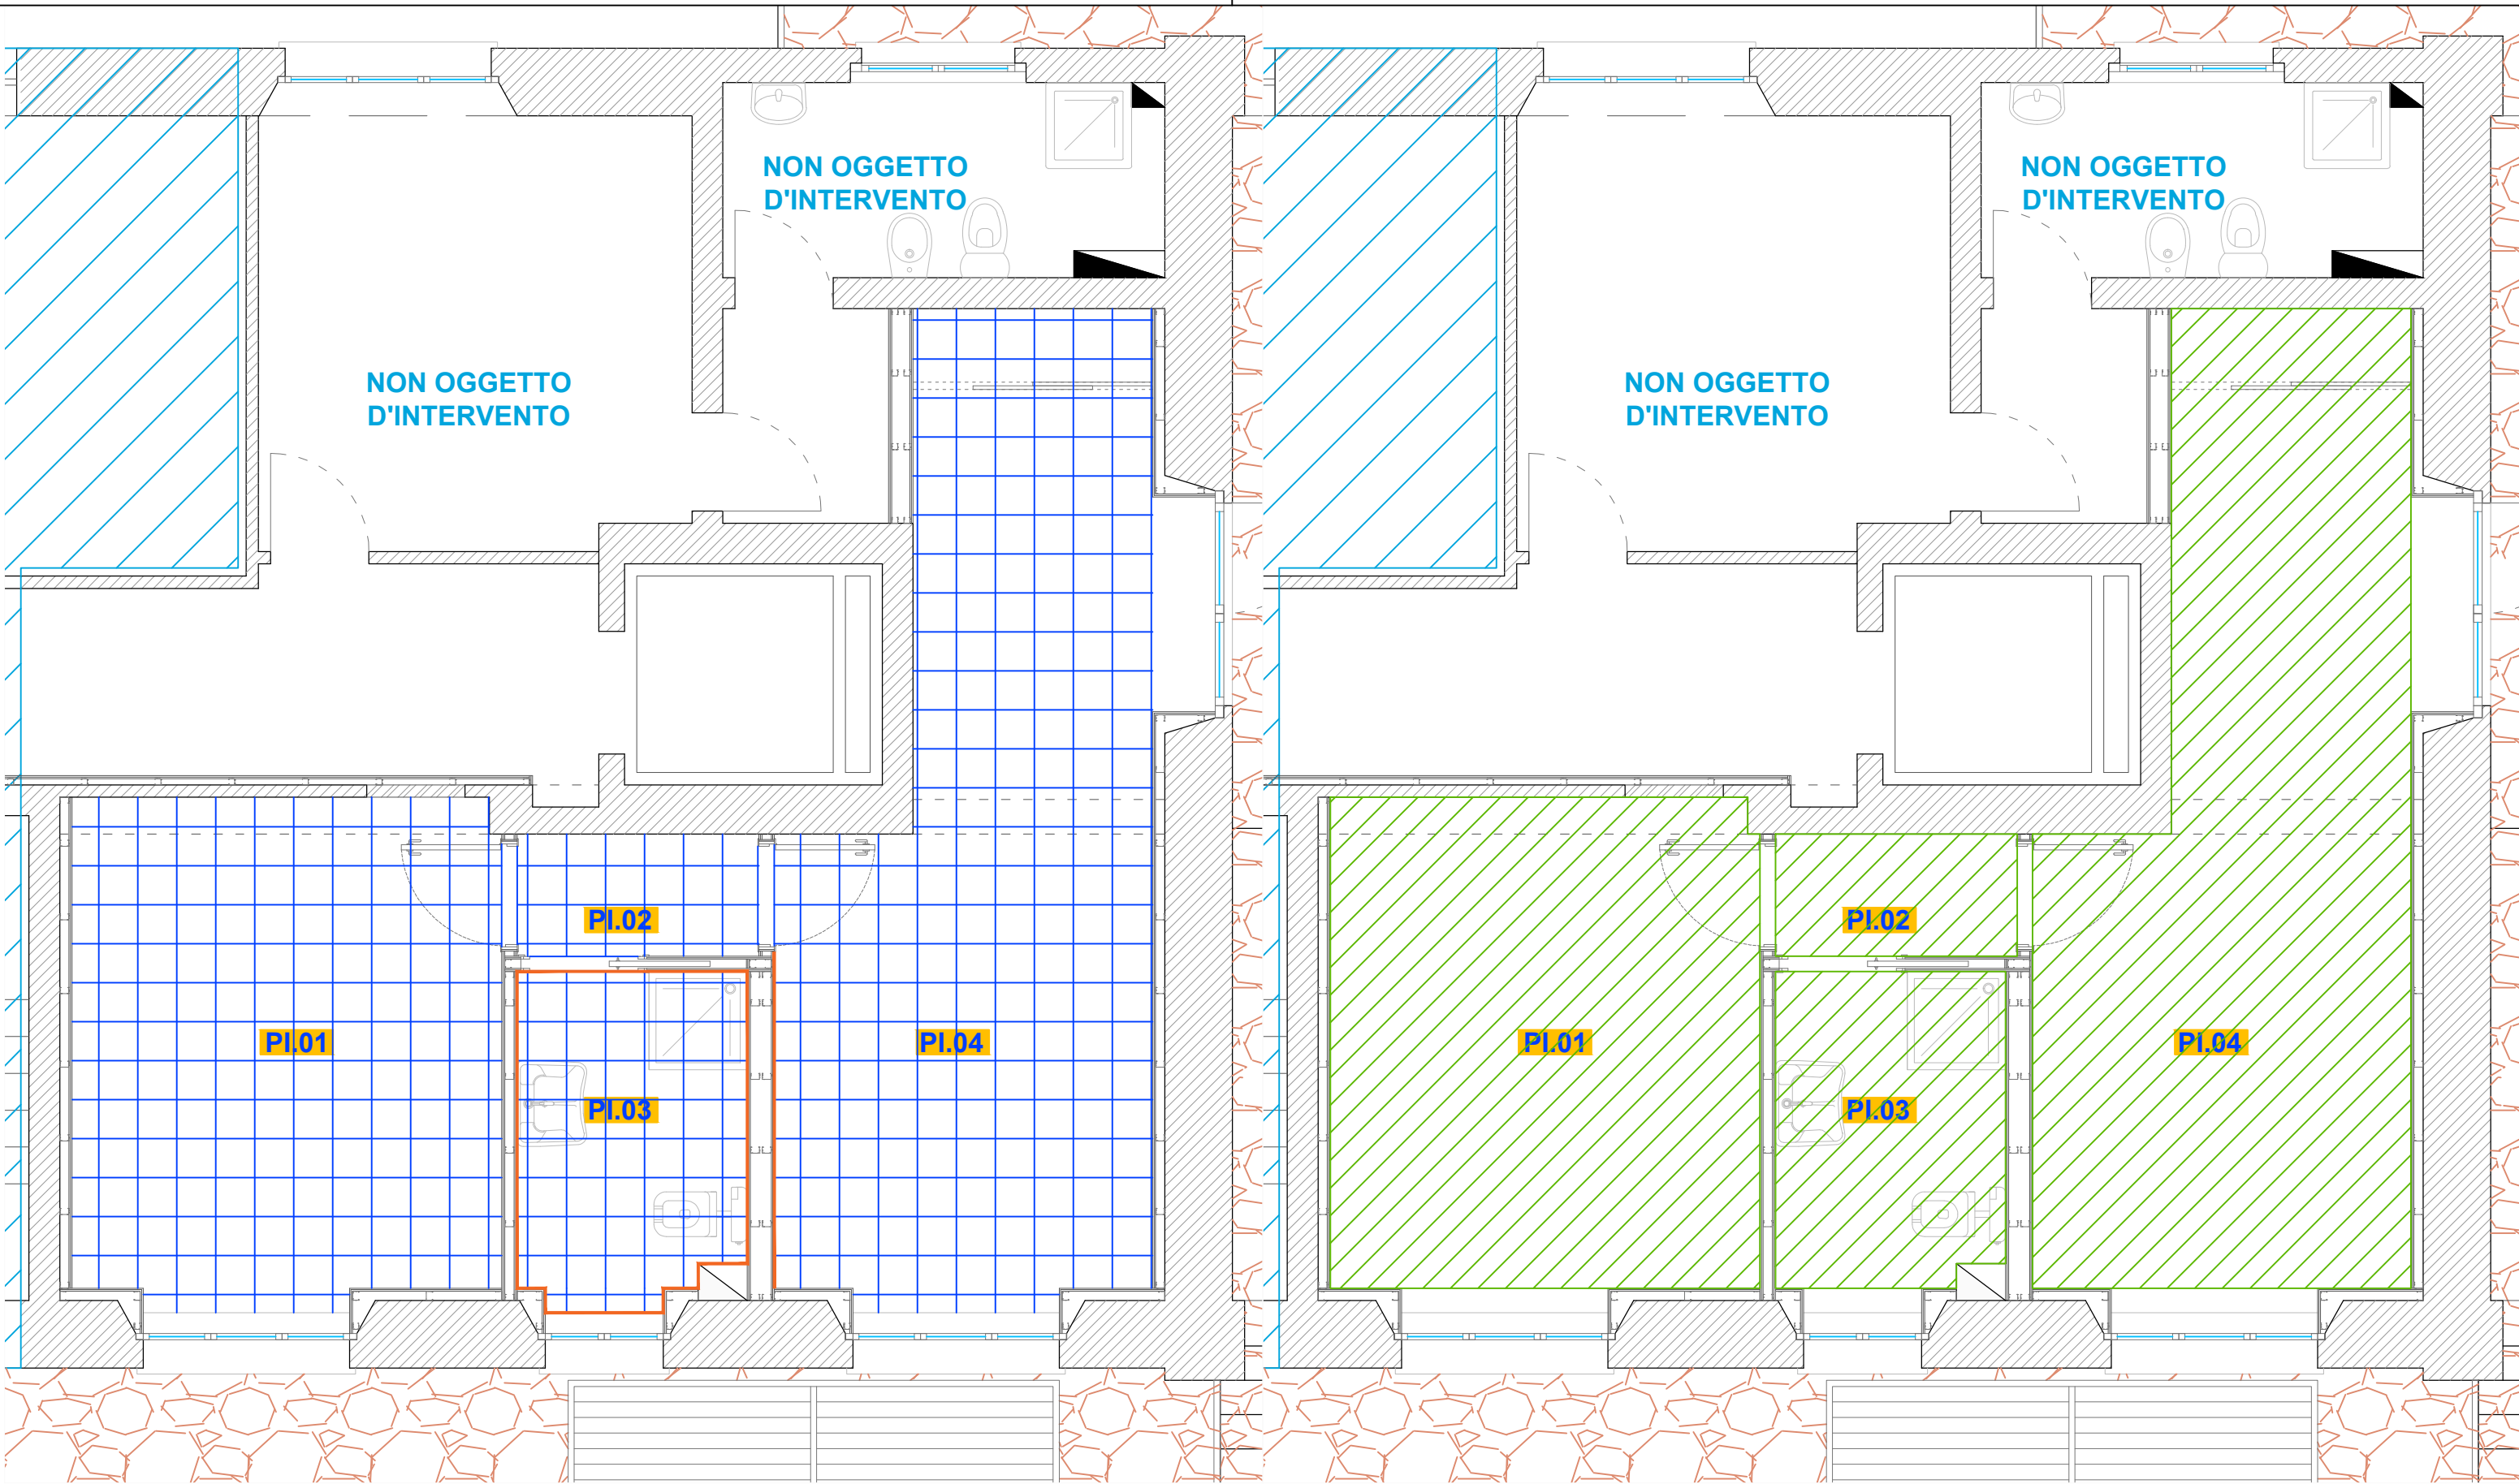 NON OGGETTO
D'INTERVENTO
NON OGGETTO
D'INTERVENTO
PI.02
PI.01
PI.04
PI.03
NON OGGETTO
D'INTERVENTO
NON OGGETTO
D'INTERVENTO
PI.02
PI.01
PI.04
PI.03